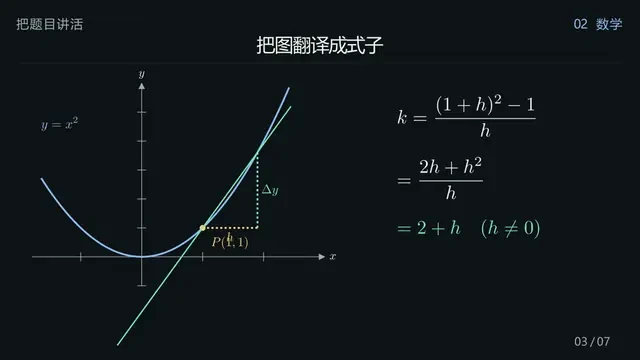 把题目讲活
02 数学
把图翻译成式子
y
y = x²
k = ((1 + h)² − 1) / h
= (2h + h²) / h
Δy
= 2 + h (h ≠ 0)
h
P(1, 1)
x
03 / 07